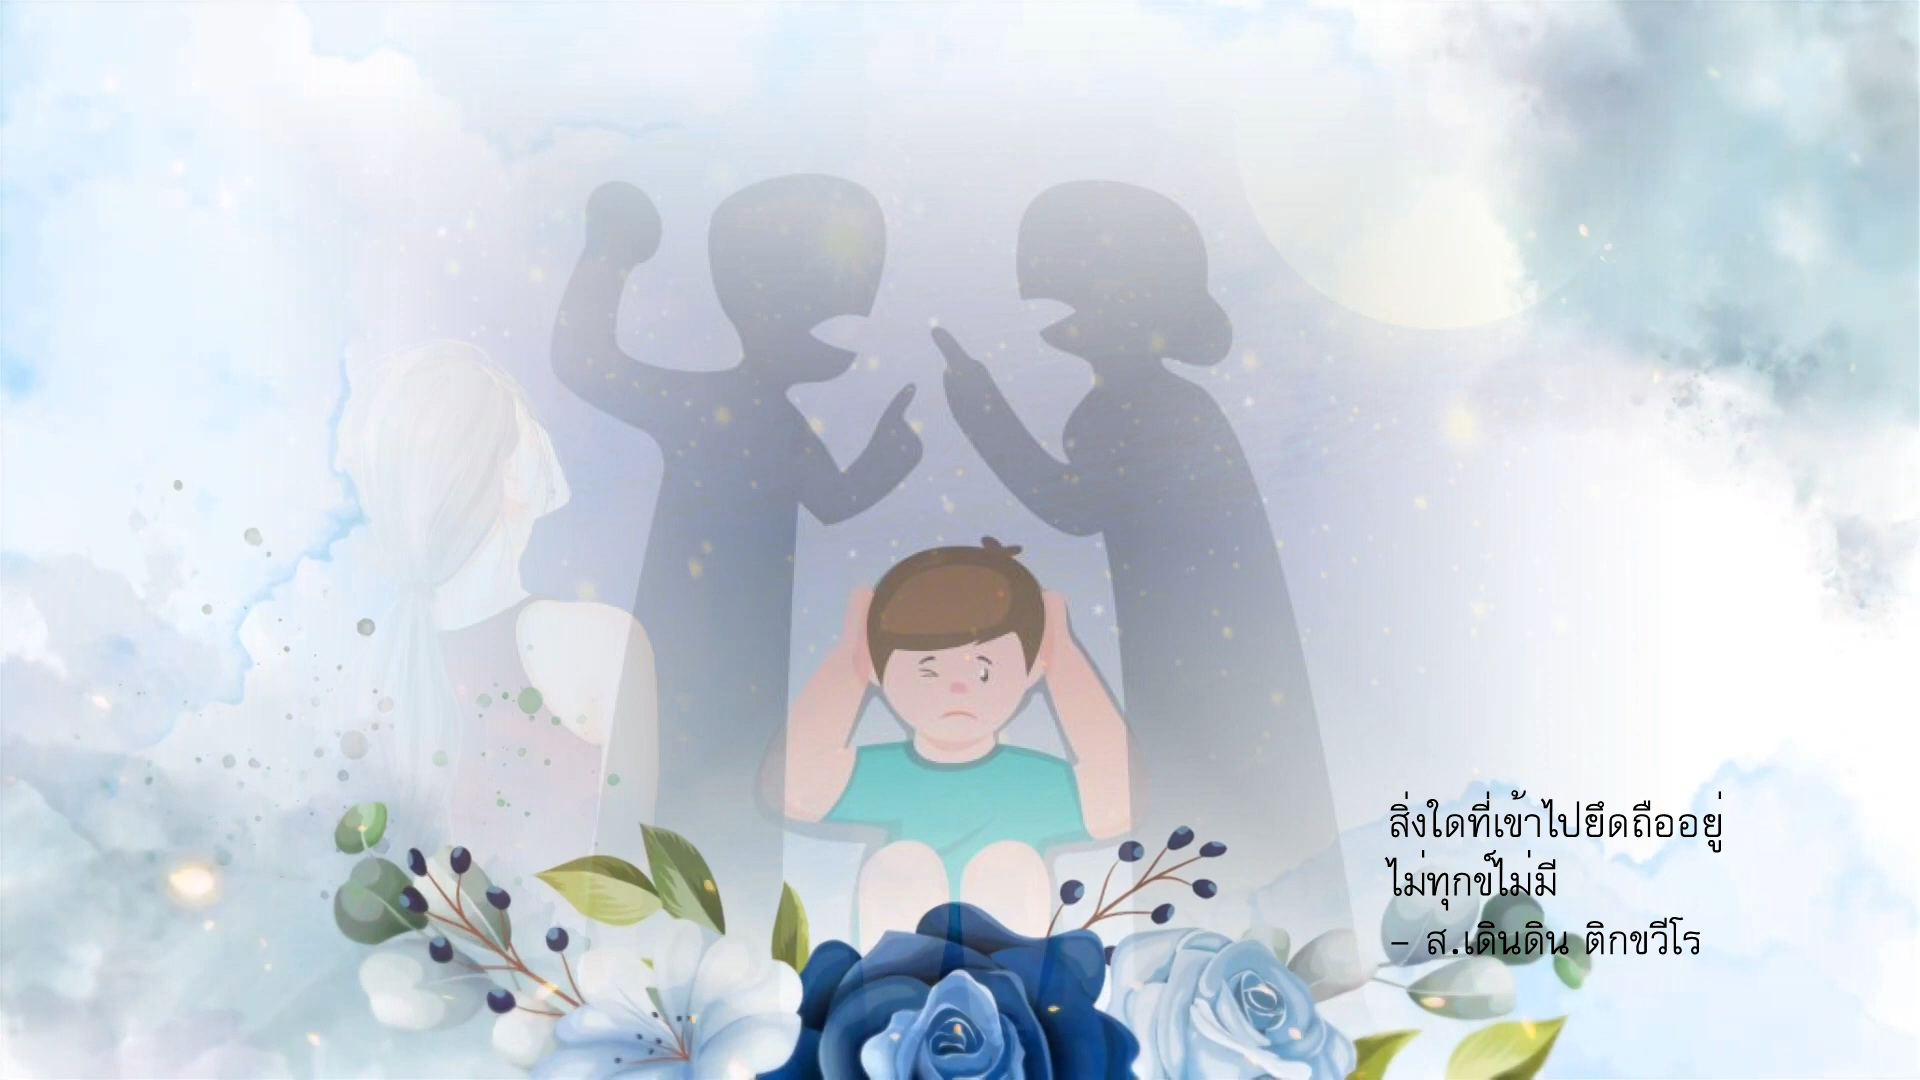 สิ่งใดที่เข้าไปยึดถืออยู่
ไม่ทุกข์ไม่มี
– ส.เดินดิน ติกขวีโร